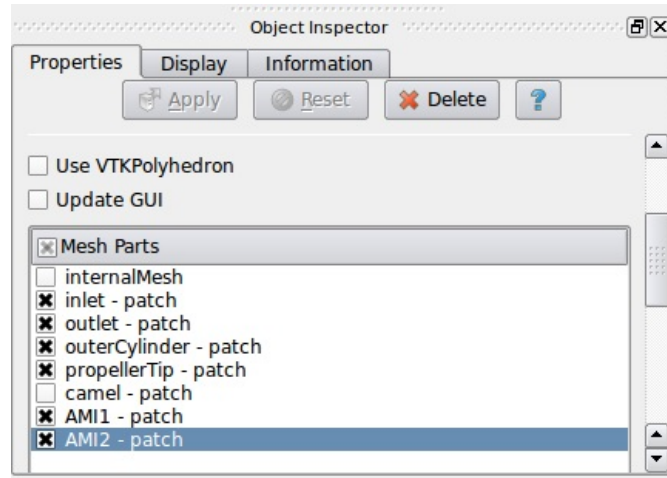 Object Inspector
Properties Display Information
Apply Reset Delete ?
Use VTKPolyhedron
Update GUI
Mesh Parts
internalMesh
inlet - patch
outlet - patch
outerCylinder - patch
propellerTip - patch
camel - patch
AMI1 - patch
AMI2 - patch